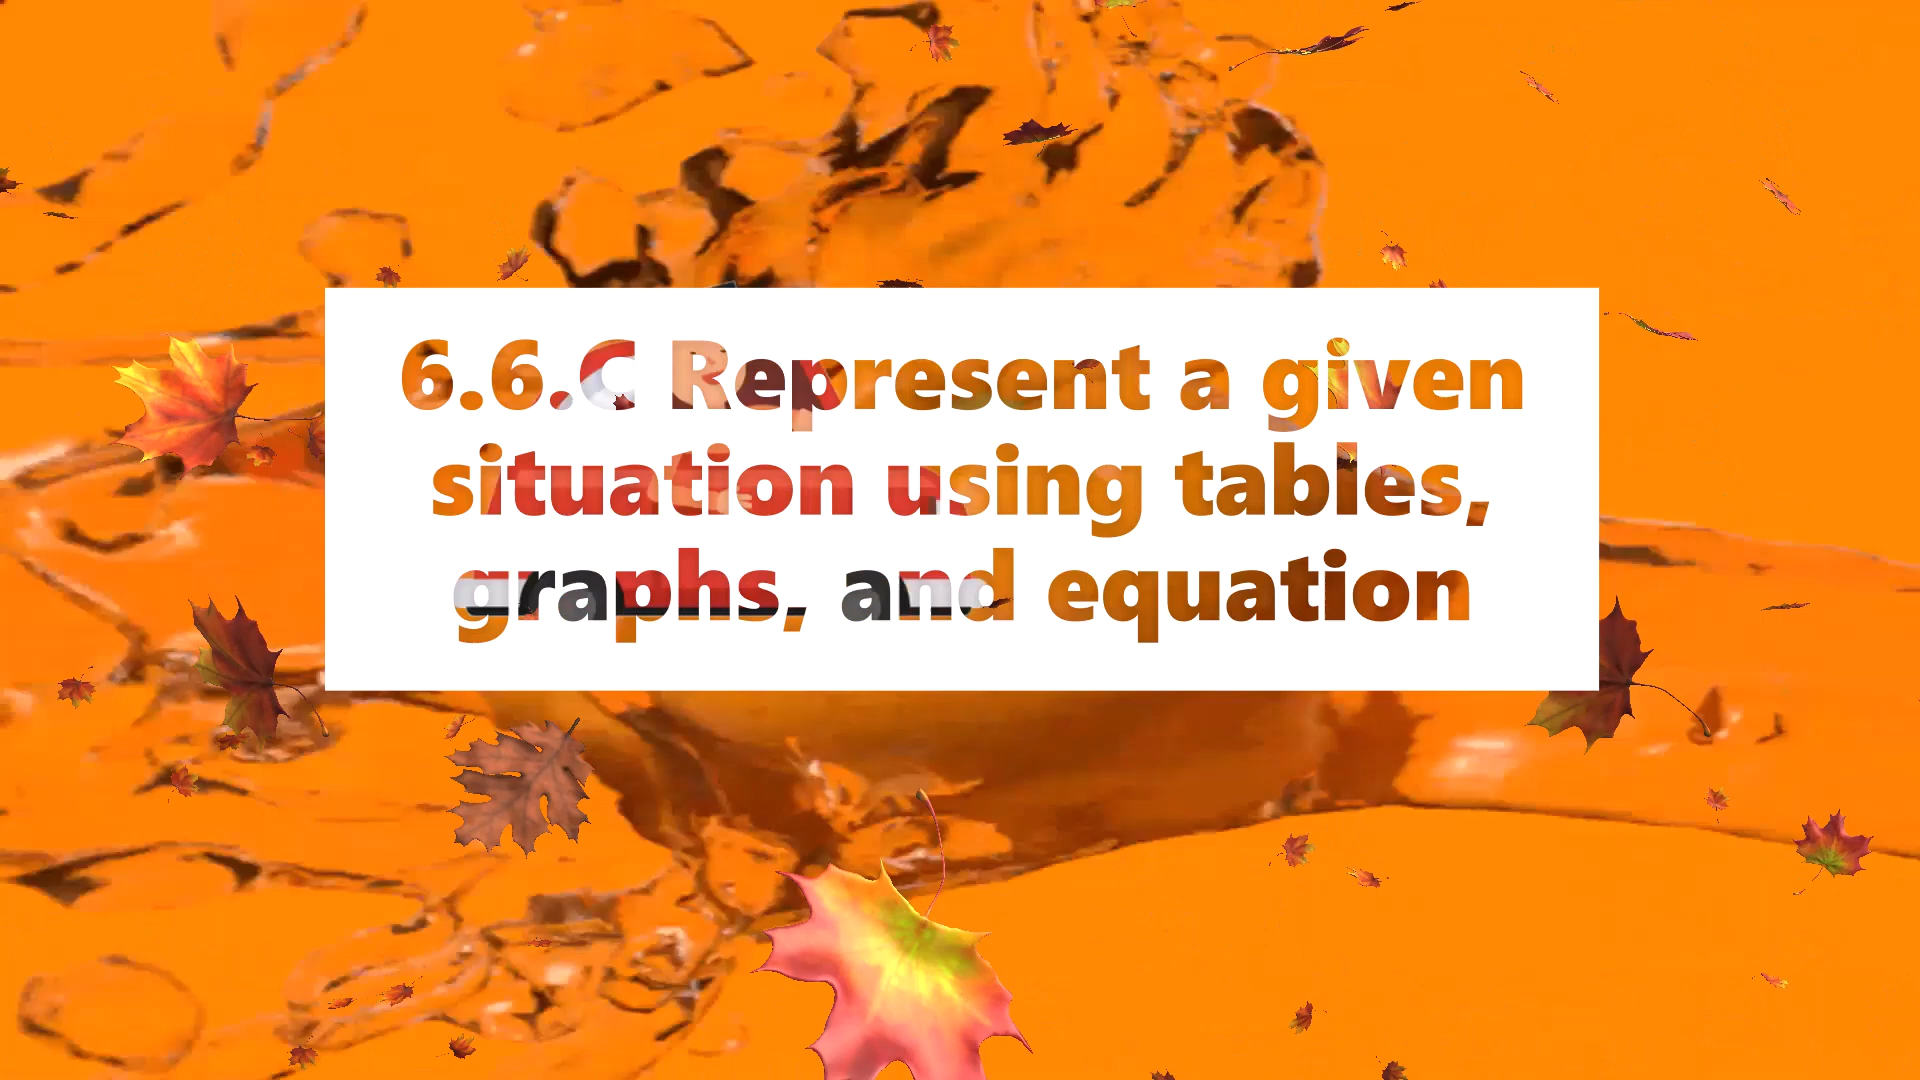 6.6.C Represent a given
situation using tables,
graphs, and equation